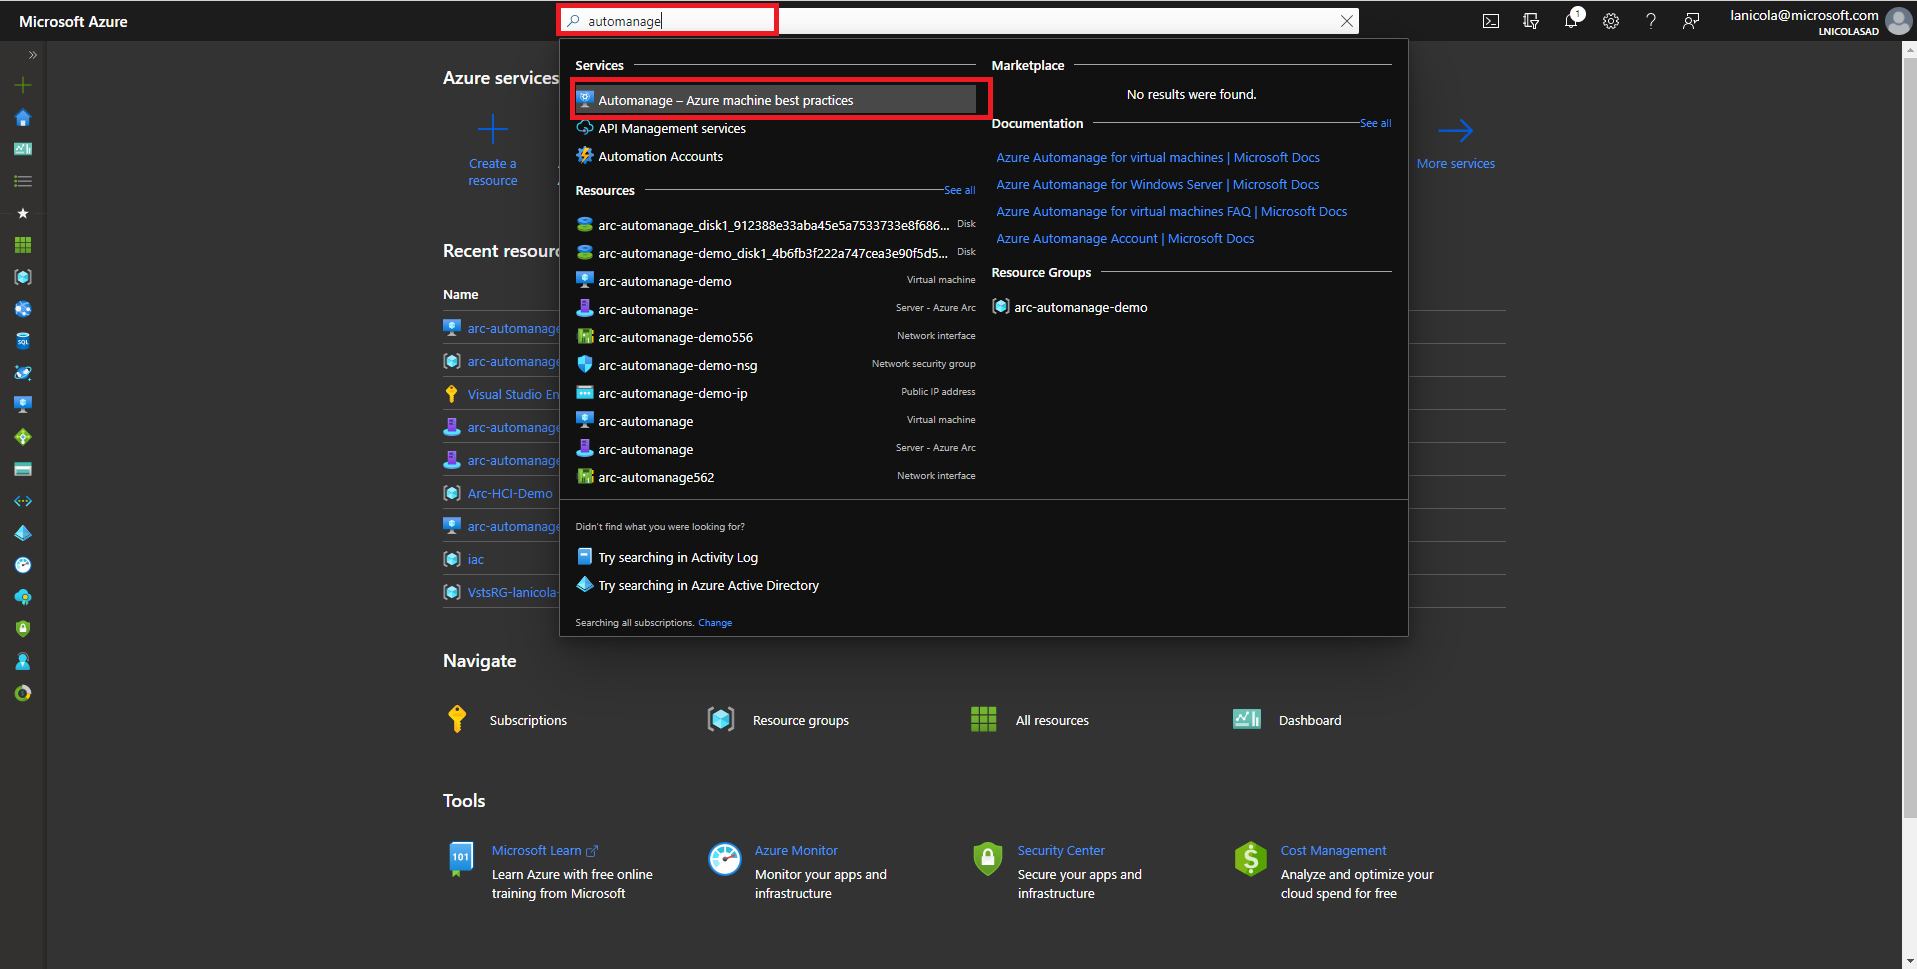 Microsoft Azure
automanage
1
lanicola@microsoft.com
LNICOLASAD
Azure services
Create a
resource
More services
Recent resourc
Name
arc-automanage
arc-automanage
Visual Studio En
arc-automanage
arc-automanage
Arc-HCI-Demo
arc-automanage
iac
VstsRG-lanicola-
Services
Automanage – Azure machine best practices
API Management services
Automation Accounts
Resources
See all
arc-automanage_disk1_912388e33aba45e5a7533733e8f686... Disk
arc-automanage-demo_disk1_4b6fb3f222a747cea3e90f5d5... Disk
arc-automanage-demo Virtual machine
arc-automanage- Server - Azure Arc
arc-automanage-demo556 Network interface
arc-automanage-demo-nsg Network security group
arc-automanage-demo-ip Public IP address
arc-automanage Virtual machine
arc-automanage Server - Azure Arc
arc-automanage562 Network interface
Marketplace
No results were found.
Documentation
See all
Azure Automanage for virtual machines | Microsoft Docs
Azure Automanage for Windows Server | Microsoft Docs
Azure Automanage for virtual machines FAQ | Microsoft Docs
Azure Automanage Account | Microsoft Docs
Resource Groups
arc-automanage-demo
Didn't find what you were looking for?
Try searching in Activity Log
Try searching in Azure Active Directory
Searching all subscriptions. Change
Navigate
Subscriptions
Resource groups
All resources
Dashboard
Tools
101
Microsoft Learn
Learn Azure with free online
training from Microsoft
Azure Monitor
Monitor your apps and
infrastructure
Security Center
Secure your apps and
infrastructure
Cost Management
Analyze and optimize your
cloud spend for free